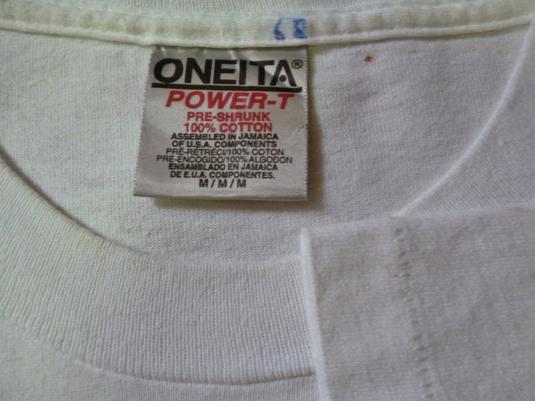 68
ONEITA®
POWER-T
PRE-SHRUNK
100% COTTON
ASSEMBLED IN JAMAICA
OF U.S.A. COMPONENTS
PRÉ-RÉTRÉCI/100% COTON
PRE-ENCOGIDO/100% ALGODON
ENSAMBLADO EN JAMAICA
DE E.U.A. COMPONENTES.
M / M / M